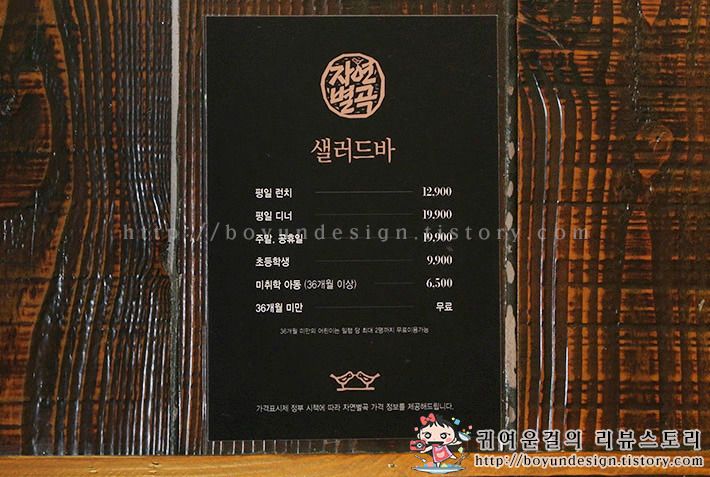 자연
별곡
샐러드바
평일 런치 12,900
평일 디너 19,900
http://boyundesign.tistory.com
주말, 공휴일 19,900
초등학생 9,900
미취학 아동 (36개월 이상) 6,500
36개월 미만 무료
36개월 미만의 어린이는 일행 당 최대 2명까지 무료이용가능
가격표시제 정부 시책에 따라 자연별곡 가격 정보를 제공해드립니다.
귀여운걸의 리뷰스토리
http://boyundesign.tistory.com